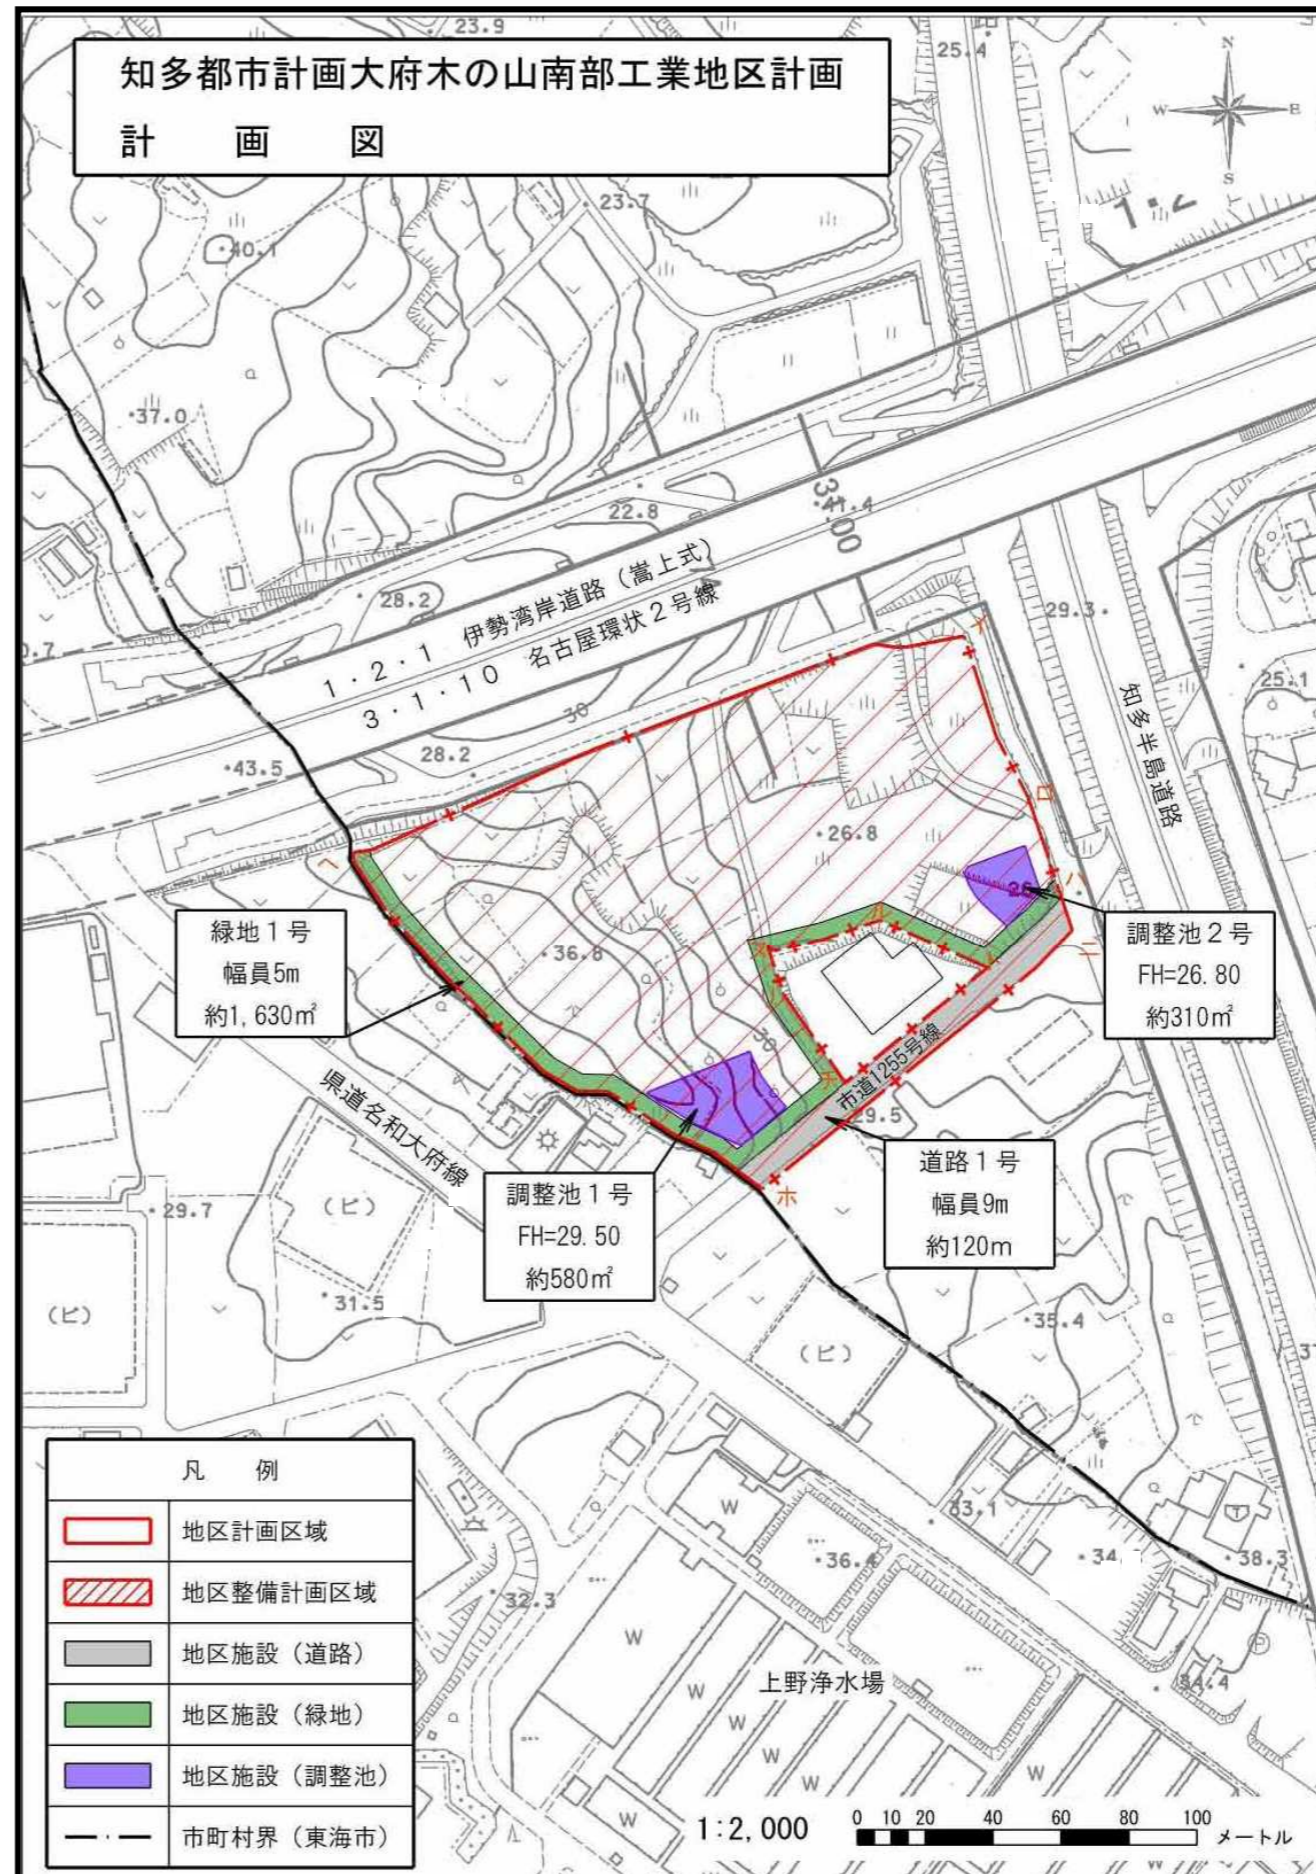 知多都市計画大府木の山南部工業地区計画
計 画 図
N
W
E
S
23.9
25.4
23.7
40.1
37.0
41.4
22.8
28.2
1・2・1 伊勢湾岸道路（嵩上式）
3・1・10 名古屋環状2号線
30
28.2
43.5
29.3
25.1
知多半島道路
イ
ロ
ハ
ニ
ホ
ヘ
ル
26.8
36.8
30
緑地1号
幅員5m
約1,630㎡
調整池2号
FH=26.80
約310㎡
市道1255号線
29.5
県道名和大府線
調整池1号
FH=29.50
約580㎡
道路1号
幅員9m
約120m
29.7
（ピ）
（ピ）
31.5
（ピ）
35.4
33.1
36.4
38.3
32.3
34.4
W
W
W
W
W
W
W
W
W
上野浄水場
凡 例
地区計画区域
地区整備計画区域
地区施設（道路）
地区施設（緑地）
地区施設（調整池）
市町村界（東海市）
1:2,000
0 10 20 40 60 80 100
メートル